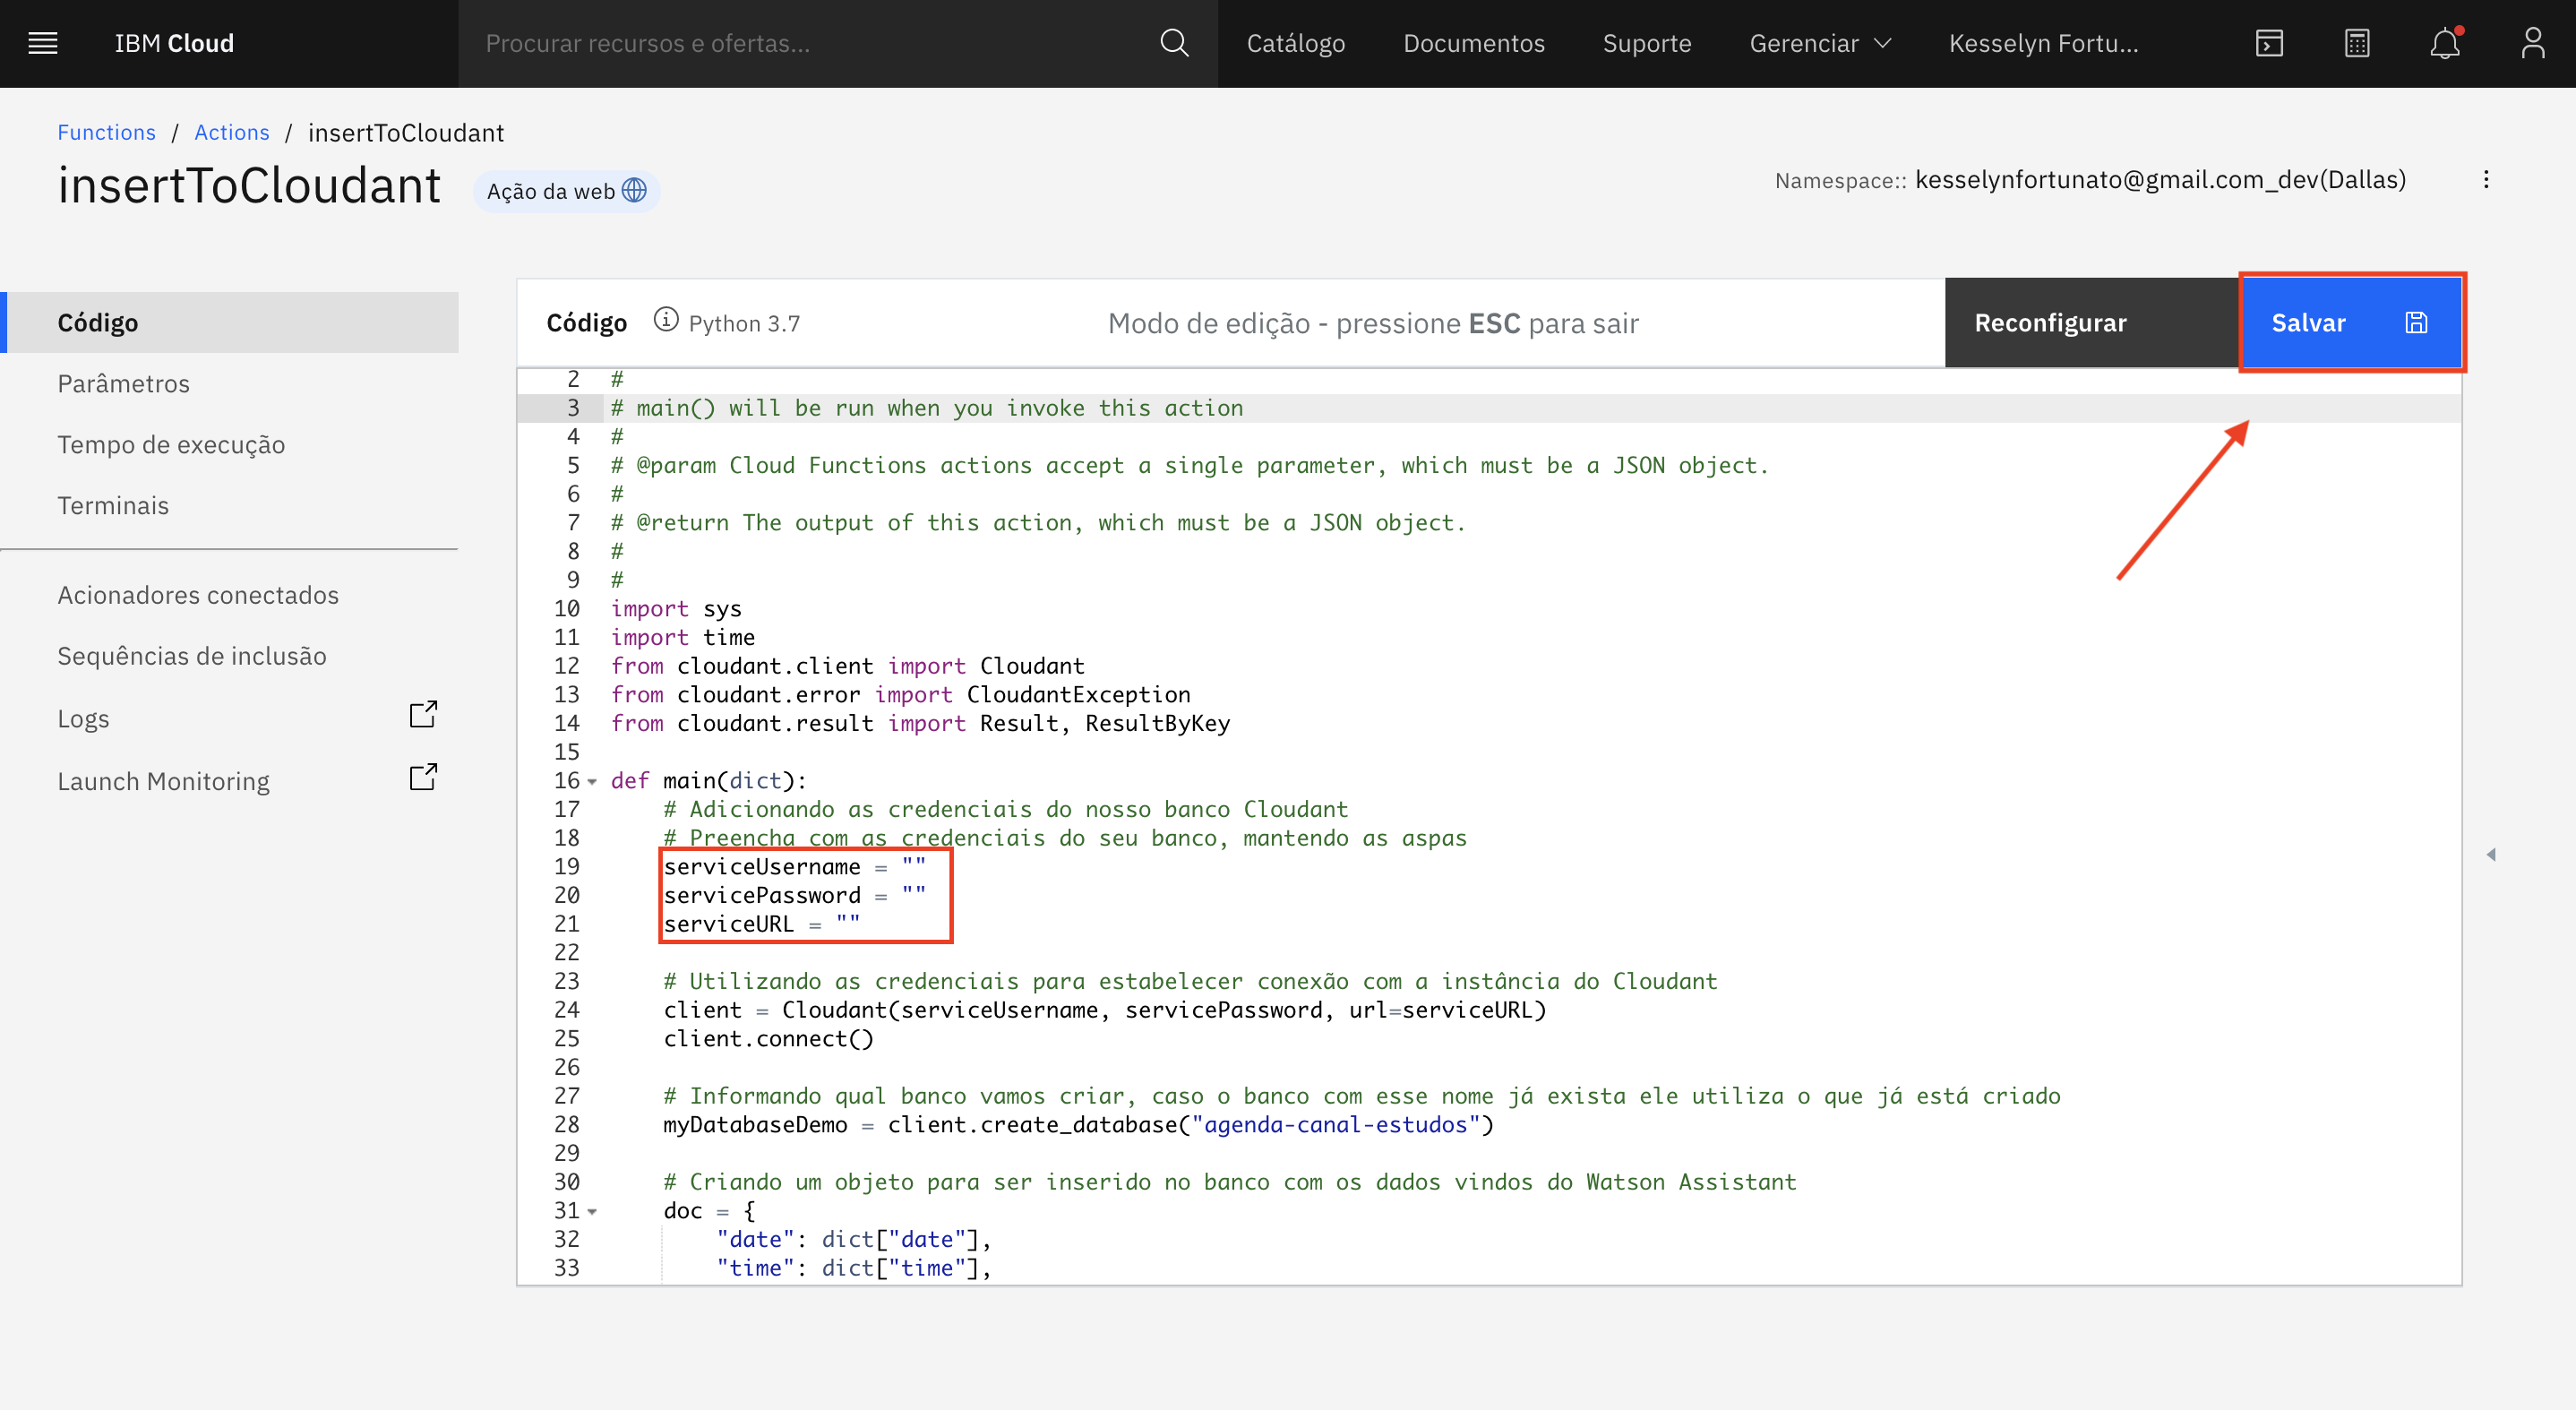 IBM Cloud
Procurar recursos e ofertas...
Catálogo
Documentos
Suporte
Gerenciar
Kesselyn Fortu...
Functions / Actions / insertToCloudant
insertToCloudant
Ação da web
Namespace:: kesselynfortunato@gmail.com_dev(Dallas)
Código
Parâmetros
Tempo de execução
Terminais
Acionadores conectados
Sequências de inclusão
Logs
Launch Monitoring
Código
Python 3.7
Modo de edição - pressione ESC para sair
Reconfigurar
Salvar
2 #
3 # main() will be run when you invoke this action
4 #
5 # @param Cloud Functions actions accept a single parameter, which must be a JSON object.
6 #
7 # @return The output of this action, which must be a JSON object.
8 #
9 #
10 import sys
11 import time
12 from cloudant.client import Cloudant
13 from cloudant.error import CloudantException
14 from cloudant.result import Result, ResultByKey
15
16 def main(dict):
17     # Adicionando as credenciais do nosso banco Cloudant
18     # Preencha com as credenciais do seu banco, mantendo as aspas
19     serviceUsername = ""
20     servicePassword = ""
21     serviceURL = ""
22
23     # Utilizando as credenciais para estabelecer conexão com a instância do Cloudant
24     client = Cloudant(serviceUsername, servicePassword, url=serviceURL)
25     client.connect()
26
27     # Informando qual banco vamos criar, caso o banco com esse nome já exista ele utiliza o que já está criado
28     myDatabaseDemo = client.create_database("agenda-canal-estudos")
29
30     # Criando um objeto para ser inserido no banco com os dados vindos do Watson Assistant
31     doc = {
32         "date": dict["date"],
33         "time": dict["time"],